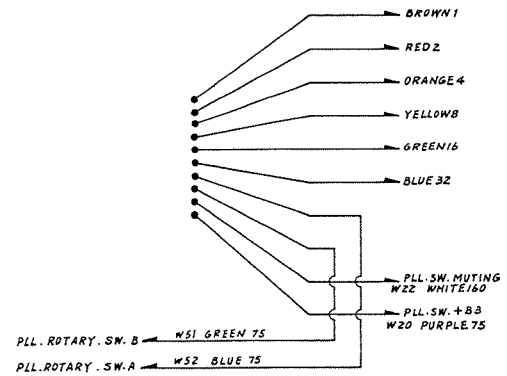 BROWN 1
RED 2
ORANGE 4
YELLOW 8
GREEN 16
BLUE 32
PLL.SW.MUTING
W22 WHITE 160
PLL.SW.+B3
W20 PURPLE 75
PLL.ROTARY.SW.B W51 GREEN 75
PLL.ROTARY.SW.A W52 BLUE 75